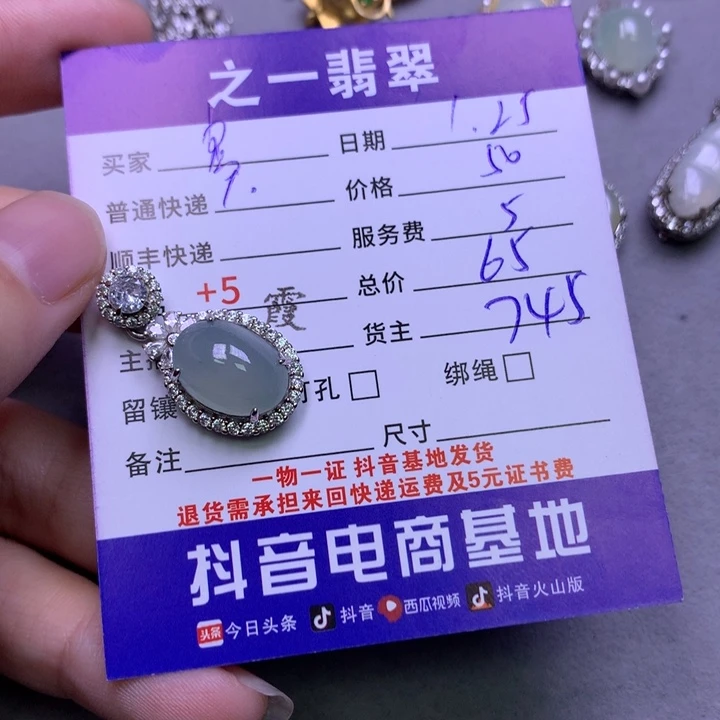 之一翡翠
买家 日期 1.25
普通快递 价格 50
顺丰快递 服务费 5
+5 霞 总价 65
主 货主 745
留镶 孔 绑绳
备注 尺寸
一物一证 抖音基地发货
退货需承担来回快递运费及5元证书费
抖音电商基地
头条 今日头条 抖音 西瓜视频 抖音火山版